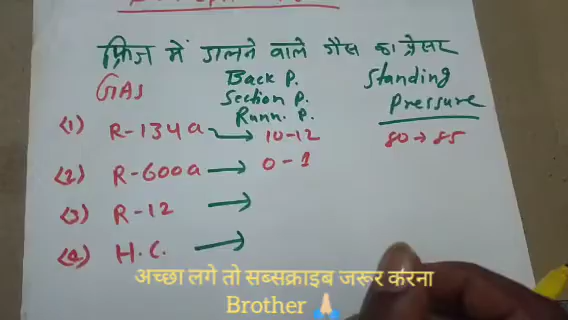 फ्रिज में डालने वाले गैस का प्रेसर
GAS Back P. Standing
Section P. Pressure
Runn. P.
(1) R-134a → 10-12 80 → 85
(2) R-600a → 0-1
(3) R-12 →
(4) H.C. →
अच्छा लगे तो सब्सक्राइब जरूर करना
Brother 🙏🏻